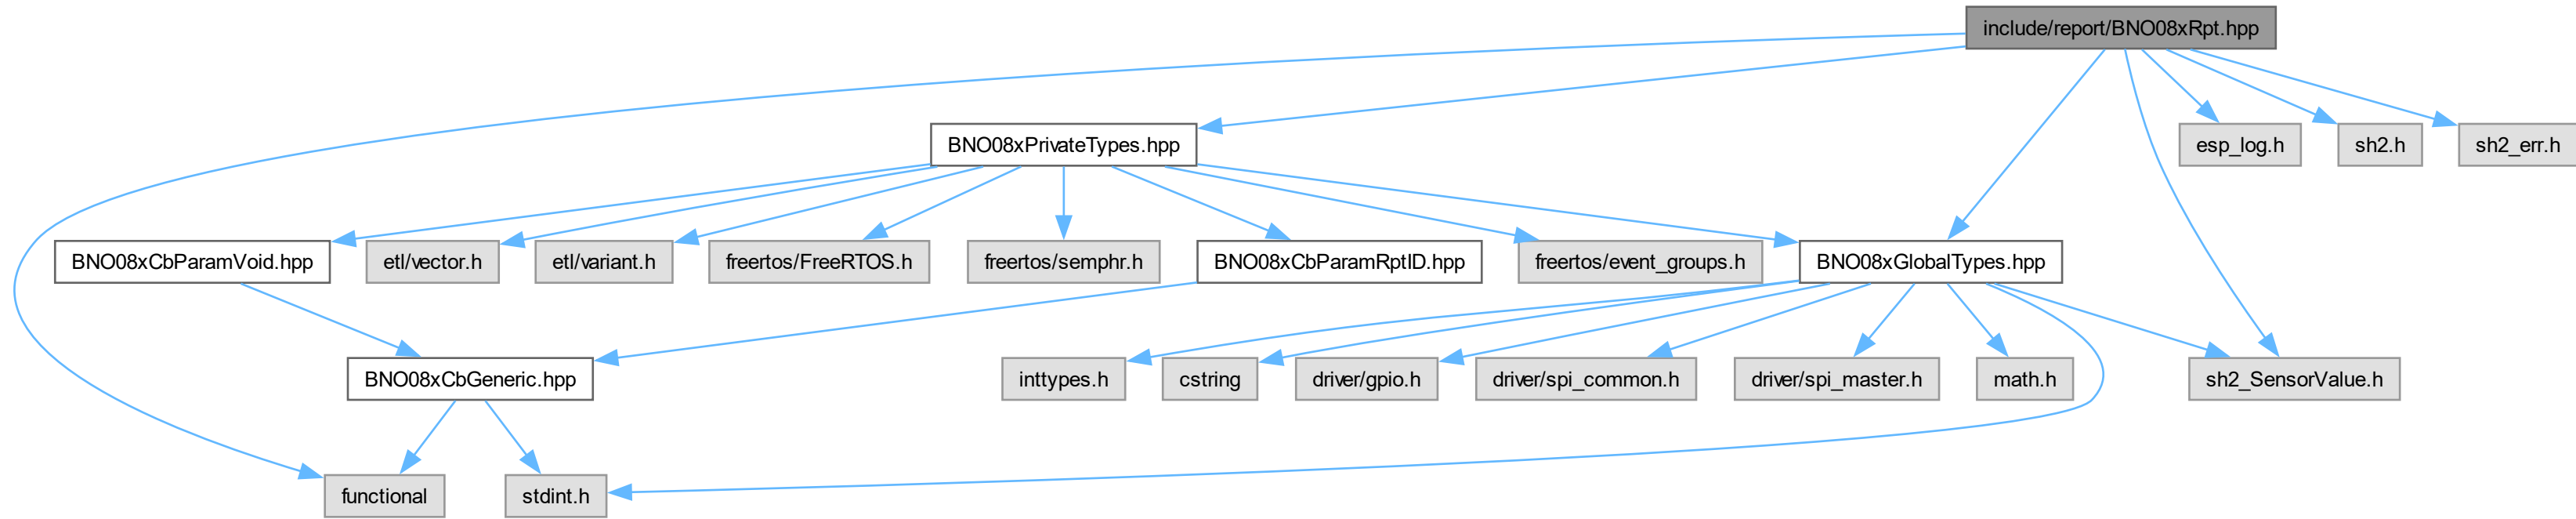 include/report/BNO08xRpt.hpp
BNO08xPrivateTypes.hpp
esp_log.h
sh2.h
sh2_err.h
BNO08xCbParamVoid.hpp
etl/vector.h
etl/variant.h
freertos/FreeRTOS.h
freertos/semphr.h
BNO08xCbParamRptID.hpp
freertos/event_groups.h
BNO08xGlobalTypes.hpp
BNO08xCbGeneric.hpp
inttypes.h
cstring
driver/gpio.h
driver/spi_common.h
driver/spi_master.h
math.h
sh2_SensorValue.h
functional
stdint.h